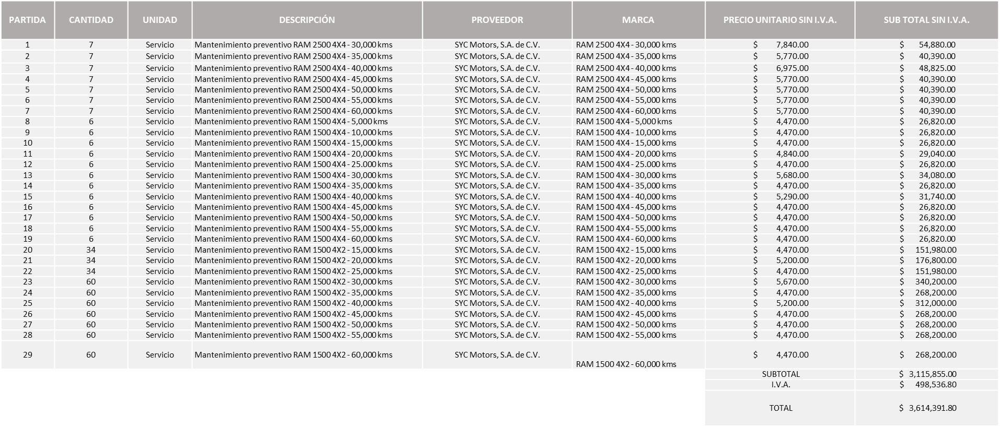 PARTIDA CANTIDAD UNIDAD DESCRIPCIÓN PROVEEDOR MARCA PRECIO UNITARIO SIN I.V.A. SUB TOTAL SIN I.V.A.
1 7 Servicio Mantenimiento preventivo RAM 2500 4X4 - 30,000 kms SYC Motors, S.A. de C.V. RAM 2500 4X4 - 30,000 kms $ 7,840.00 $ 54,880.00
2 7 Servicio Mantenimiento preventivo RAM 2500 4X4 - 35,000 kms SYC Motors, S.A. de C.V. RAM 2500 4X4 - 35,000 kms $ 5,770.00 $ 40,390.00
3 7 Servicio Mantenimiento preventivo RAM 2500 4X4 - 40,000 kms SYC Motors, S.A. de C.V. RAM 2500 4X4 - 40,000 kms $ 6,975.00 $ 48,825.00
4 7 Servicio Mantenimiento preventivo RAM 2500 4X4 - 45,000 kms SYC Motors, S.A. de C.V. RAM 2500 4X4 - 45,000 kms $ 5,770.00 $ 40,390.00
5 7 Servicio Mantenimiento preventivo RAM 2500 4X4 - 50,000 kms SYC Motors, S.A. de C.V. RAM 2500 4X4 - 50,000 kms $ 5,770.00 $ 40,390.00
6 7 Servicio Mantenimiento preventivo RAM 2500 4X4 - 55,000 kms SYC Motors, S.A. de C.V. RAM 2500 4X4 - 55,000 kms $ 5,770.00 $ 40,390.00
7 7 Servicio Mantenimiento preventivo RAM 2500 4X4 - 60,000 kms SYC Motors, S.A. de C.V. RAM 2500 4X4 - 60,000 kms $ 5,770.00 $ 40,390.00
8 6 Servicio Mantenimiento preventivo RAM 1500 4X4 - 5,000 kms SYC Motors, S.A. de C.V. RAM 1500 4X4 - 5,000 kms $ 4,470.00 $ 26,820.00
9 6 Servicio Mantenimiento preventivo RAM 1500 4X4 - 10,000 kms SYC Motors, S.A. de C.V. RAM 1500 4X4 - 10,000 kms $ 4,470.00 $ 26,820.00
10 6 Servicio Mantenimiento preventivo RAM 1500 4X4 - 15,000 kms SYC Motors, S.A. de C.V. RAM 1500 4X4 - 15,000 kms $ 4,470.00 $ 26,820.00
11 6 Servicio Mantenimiento preventivo RAM 1500 4X4 - 20,000 kms SYC Motors, S.A. de C.V. RAM 1500 4X4 - 20,000 kms $ 4,840.00 $ 29,040.00
12 6 Servicio Mantenimiento preventivo RAM 1500 4X4 - 25.000 kms SYC Motors, S.A. de C.V. RAM 1500 4X4 - 25.000 kms $ 4,470.00 $ 26,820.00
13 6 Servicio Mantenimiento preventivo RAM 1500 4X4 - 30,000 kms SYC Motors, S.A. de C.V. RAM 1500 4X4 - 30,000 kms $ 5,680.00 $ 34,080.00
14 6 Servicio Mantenimiento preventivo RAM 1500 4X4 - 35,000 kms SYC Motors, S.A. de C.V. RAM 1500 4X4 - 35,000 kms $ 4,470.00 $ 26,820.00
15 6 Servicio Mantenimiento preventivo RAM 1500 4X4 - 40,000 kms SYC Motors, S.A. de C.V. RAM 1500 4X4 - 40,000 kms $ 5,290.00 $ 31,740.00
16 6 Servicio Mantenimiento preventivo RAM 1500 4X4 - 45,000 kms SYC Motors, S.A. de C.V. RAM 1500 4X4 - 45,000 kms $ 4,470.00 $ 26,820.00
17 6 Servicio Mantenimiento preventivo RAM 1500 4X4 - 50,000 kms SYC Motors, S.A. de C.V. RAM 1500 4X4 - 50,000 kms $ 4,470.00 $ 26,820.00
18 6 Servicio Mantenimiento preventivo RAM 1500 4X4 - 55,000 kms SYC Motors, S.A. de C.V. RAM 1500 4X4 - 55,000 kms $ 4,470.00 $ 26,820.00
19 6 Servicio Mantenimiento preventivo RAM 1500 4X4 - 60,000 kms SYC Motors, S.A. de C.V. RAM 1500 4X4 - 60,000 kms $ 4,470.00 $ 26,820.00
20 34 Servicio Mantenimiento preventivo RAM 1500 4X2 - 15,000 kms SYC Motors, S.A. de C.V. RAM 1500 4X2 - 15,000 kms $ 4,470.00 $ 151,980.00
21 34 Servicio Mantenimiento preventivo RAM 1500 4X2 - 20,000 kms SYC Motors, S.A. de C.V. RAM 1500 4X2 - 20,000 kms $ 5,200.00 $ 176,800.00
22 34 Servicio Mantenimiento preventivo RAM 1500 4X2 - 25,000 kms SYC Motors, S.A. de C.V. RAM 1500 4X2 - 25,000 kms $ 4,470.00 $ 151,980.00
23 60 Servicio Mantenimiento preventivo RAM 1500 4X2 - 30,000 kms SYC Motors, S.A. de C.V. RAM 1500 4X2 - 30,000 kms $ 5,670.00 $ 340,200.00
24 60 Servicio Mantenimiento preventivo RAM 1500 4X2 - 35,000 kms SYC Motors, S.A. de C.V. RAM 1500 4X2 - 35,000 kms $ 4,470.00 $ 268,200.00
25 60 Servicio Mantenimiento preventivo RAM 1500 4X2 - 40,000 kms SYC Motors, S.A. de C.V. RAM 1500 4X2 - 40,000 kms $ 5,200.00 $ 312,000.00
26 60 Servicio Mantenimiento preventivo RAM 1500 4X2 - 45,000 kms SYC Motors, S.A. de C.V. RAM 1500 4X2 - 45,000 kms $ 4,470.00 $ 268,200.00
27 60 Servicio Mantenimiento preventivo RAM 1500 4X2 - 50,000 kms SYC Motors, S.A. de C.V. RAM 1500 4X2 - 50,000 kms $ 4,470.00 $ 268,200.00
28 60 Servicio Mantenimiento preventivo RAM 1500 4X2 - 55,000 kms SYC Motors, S.A. de C.V. RAM 1500 4X2 - 55,000 kms $ 4,470.00 $ 268,200.00
29 60 Servicio Mantenimiento preventivo RAM 1500 4X2 - 60,000 kms SYC Motors, S.A. de C.V. RAM 1500 4X2 - 60,000 kms $ 4,470.00 $ 268,200.00
SUBTOTAL $ 3,115,855.00
I.V.A. $ 498,536.80
TOTAL $ 3,614,391.80